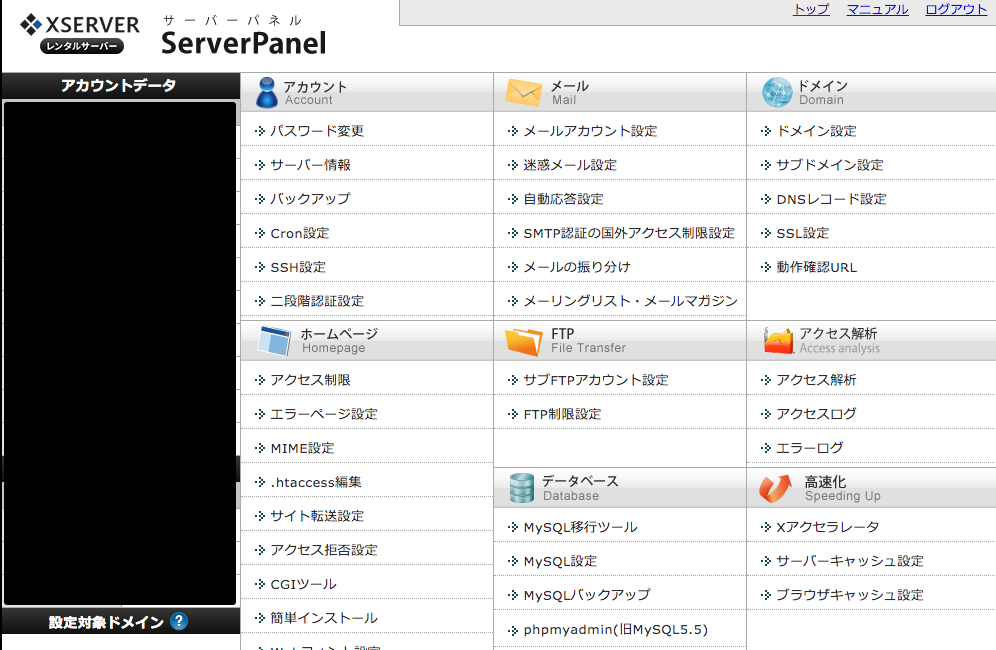 トップ マニュアル ログアウト
XSERVER
レンタルサーバー
サーバーパネル
ServerPanel
アカウントデータ
設定対象ドメイン ?
アカウント
Account
パスワード変更
サーバー情報
バックアップ
Cron設定
SSH設定
二段階認証設定
メール
Mail
メールアカウント設定
迷惑メール設定
自動応答設定
SMTP認証の国外アクセス制限設定
メールの振り分け
メーリングリスト・メールマガジン
ドメイン
Domain
ドメイン設定
サブドメイン設定
DNSレコード設定
SSL設定
動作確認URL
ホームページ
Homepage
アクセス制限
エラーページ設定
MIME設定
.htaccess編集
サイト転送設定
アクセス拒否設定
CGIツール
簡単インストール
Webフォント設定
FTP
File Transfer
サブFTPアカウント設定
FTP制限設定
データベース
Database
MySQL移行ツール
MySQL設定
MySQLバックアップ
phpmyadmin(旧MySQL5.5)
アクセス解析
Access analysis
アクセス解析
アクセスログ
エラーログ
高速化
Speeding Up
Xアクセラレータ
サーバーキャッシュ設定
ブラウザキャッシュ設定